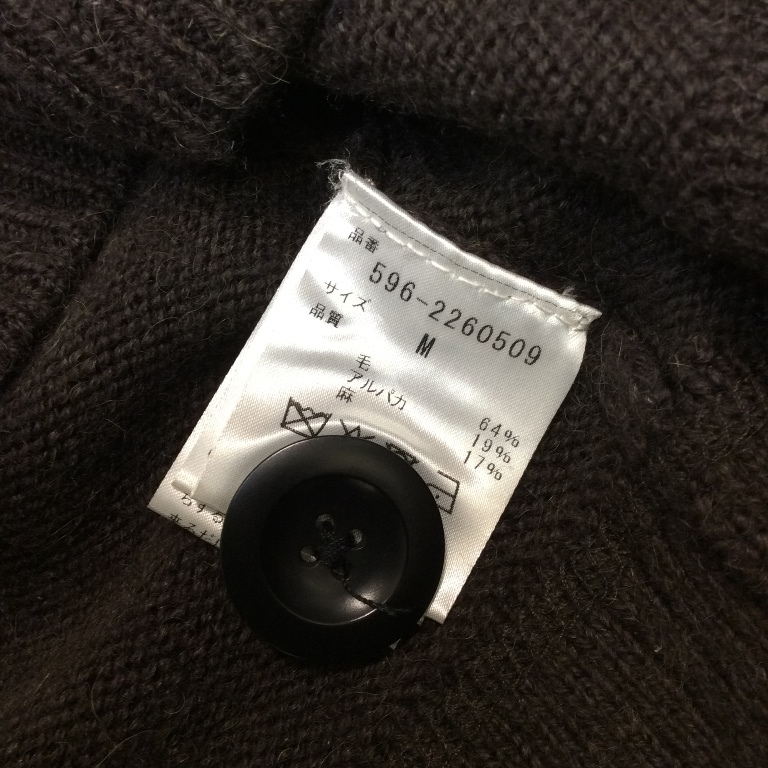 品番
596-2260509
サイズ
M
品質
毛 64%
アルパカ 19%
麻 17%